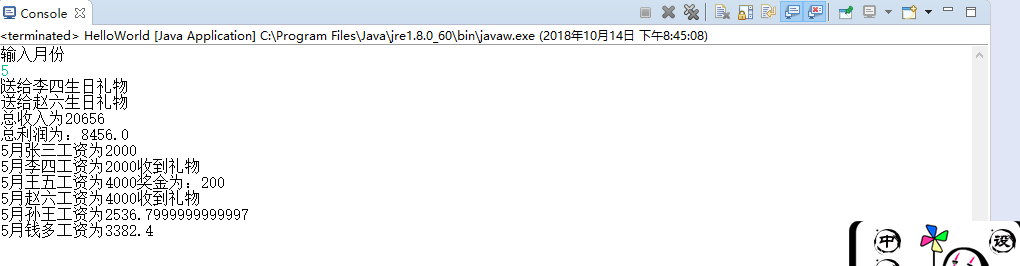 Console
<terminated> HelloWorld [Java Application] C:\Program Files\Java\jre1.8.0_60\bin\javaw.exe (2018年10月14日 下午8:45:08)
输入月份
5
送给李四生日礼物
送给赵六生日礼物
总收入为20656
总利润为：8456.0
5月张三工资为2000
5月李四工资为2000收到礼物
5月王五工资为4000奖金为：200
5月赵六工资为4000收到礼物
5月孙王工资为2536.7999999999997
5月钱多工资为3382.4
中 设